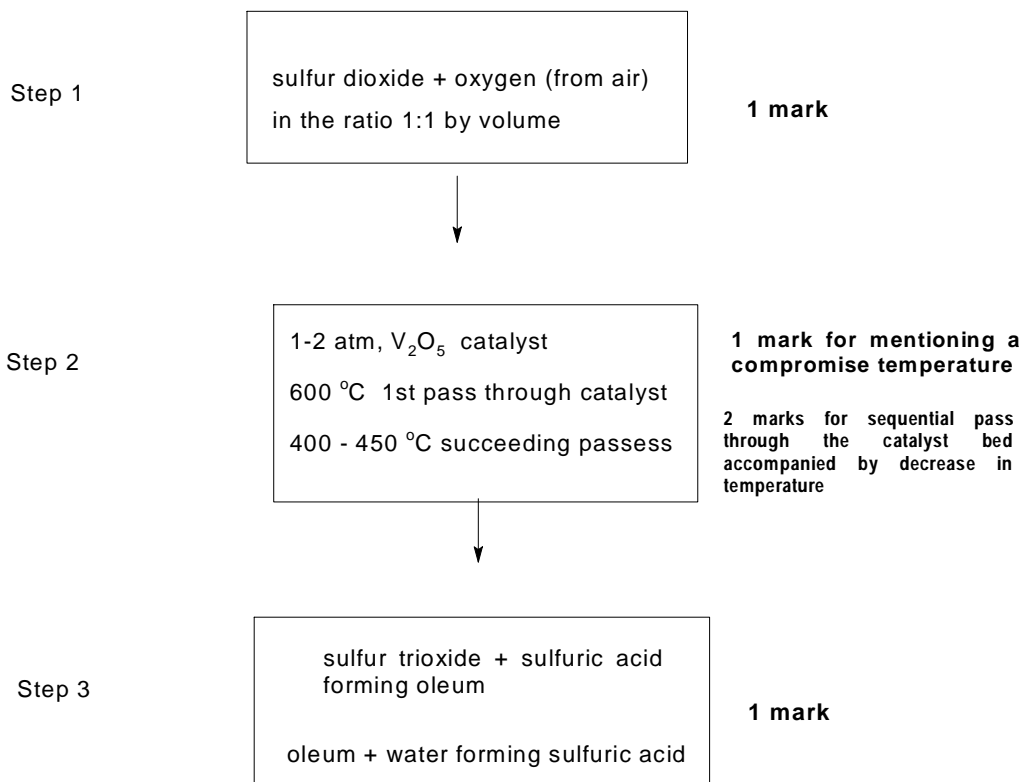 Step 1
sulfur dioxide + oxygen (from air)
in the ratio 1:1 by volume
1 mark
Step 2
1-2 atm, V₂O₅ catalyst
600 °C 1st pass through catalyst
400 - 450 °C succeeding passess
1 mark for mentioning a
compromise temperature
2 marks for sequential pass
through the catalyst bed
accompanied by decrease in
temperature
Step 3
sulfur trioxide + sulfuric acid
forming oleum
oleum + water forming sulfuric acid
1 mark